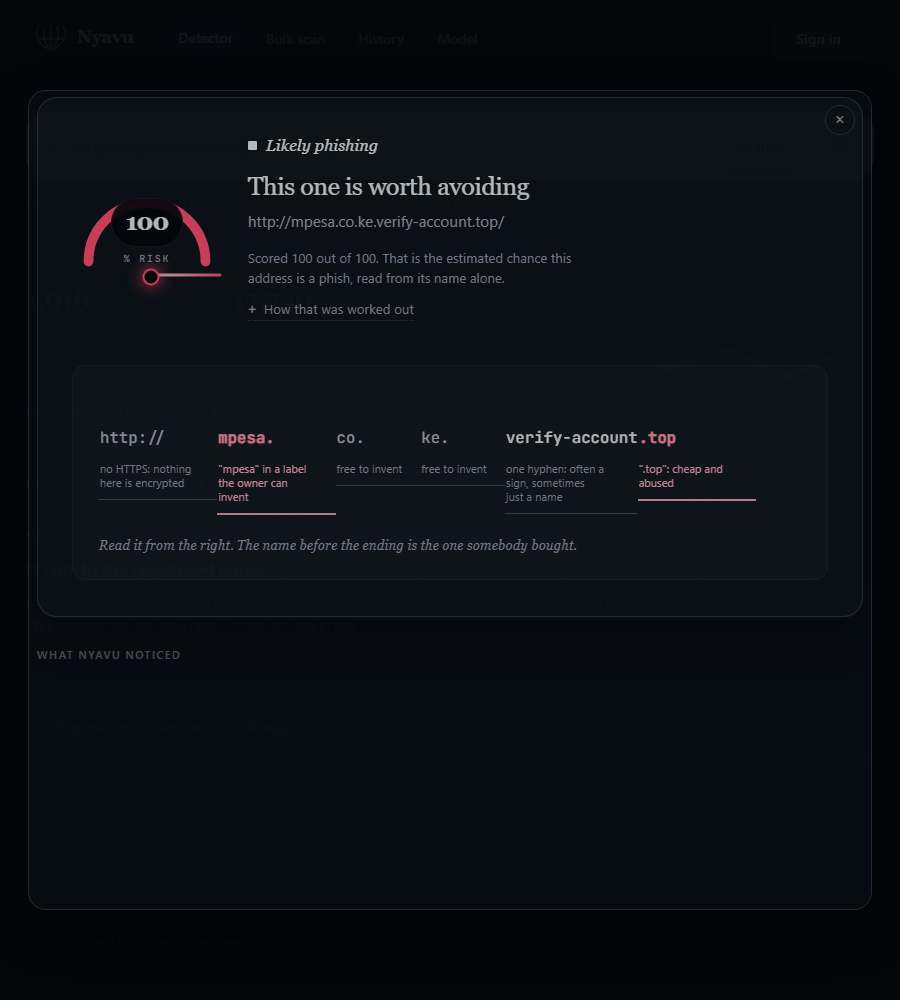 Nyavu Detector Bulk scan History Model Sign in
Likely phishing
This one is worth avoiding
http://mpesa.co.ke.verify-account.top/
100
% RISK
Scored 100 out of 100. That is the estimated chance this
address is a phish, read from its name alone.
+ How that was worked out
http:// mpesa. co. ke. verify-account.top
no HTTPS: nothing
here is encrypted
"mpesa" in a label
the owner can
invent
free to invent
free to invent
one hyphen: often a
sign, sometimes
just a name
".top": cheap and
abused
Read it from the right. The name before the ending is the one somebody bought.
WHAT NYAVU NOTICED